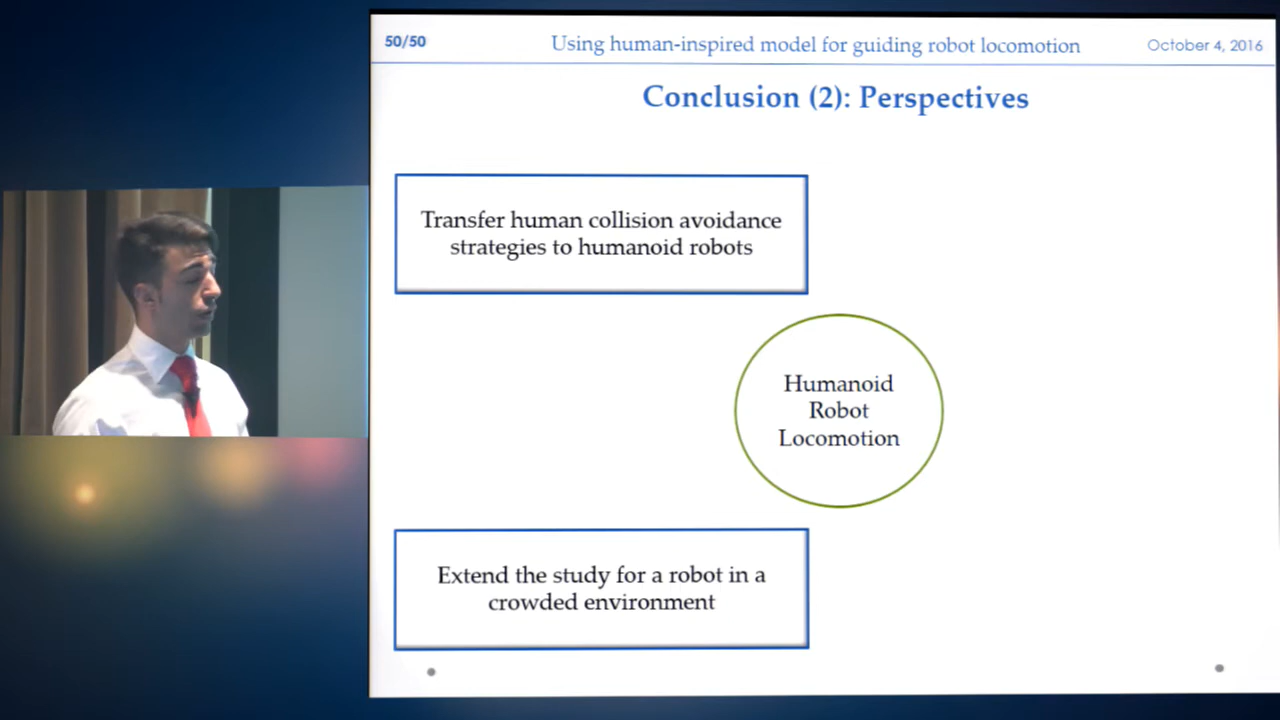 50/50
Using human-inspired model for guiding robot locomotion
October 4, 2016
Conclusion (2): Perspectives
Transfer human collision avoidance
strategies to humanoid robots
Humanoid
Robot
Locomotion
Extend the study for a robot in a
crowded environment